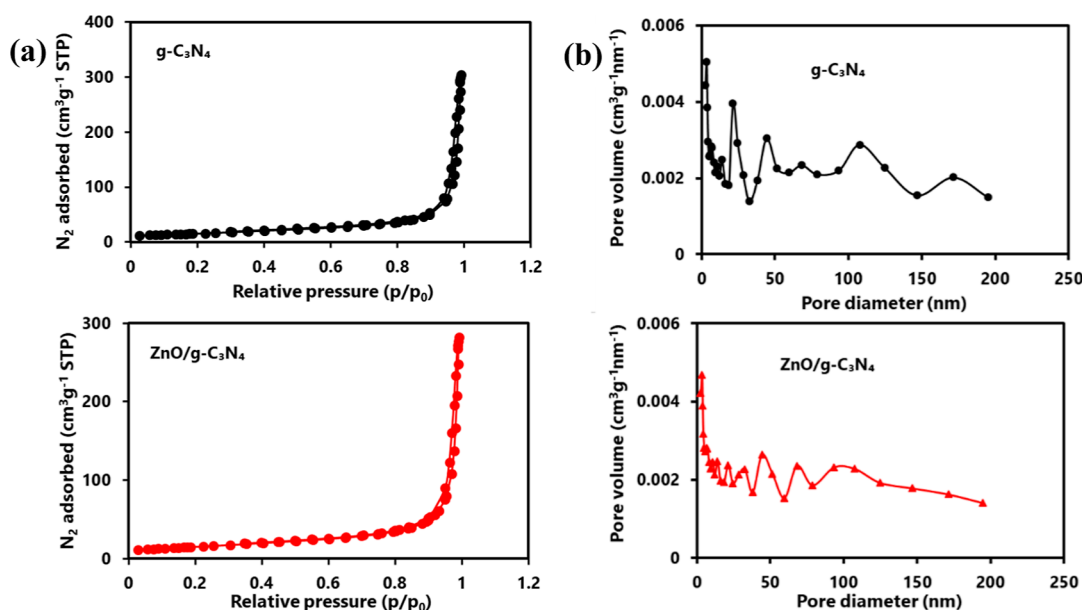 (a)
g-C₃N₄
N₂ adsorbed (cm³g⁻¹ STP)
400
300
200
100
0
0 0.2 0.4 0.6 0.8 1 1.2
Relative pressure (p/p₀)
(b)
g-C₃N₄
Pore volume (cm³g⁻¹nm⁻¹)
0.006
0.004
0.002
0
0 50 100 150 200 250
Pore diameter (nm)
ZnO/g-C₃N₄
N₂ adsorbed (cm³g⁻¹ STP)
300
200
100
0
0 0.2 0.4 0.6 0.8 1 1.2
Relative pressure (p/p₀)
ZnO/g-C₃N₄
Pore volume (cm³g⁻¹nm⁻¹)
0.006
0.004
0.002
0
0 50 100 150 200 250
Pore diameter (nm)